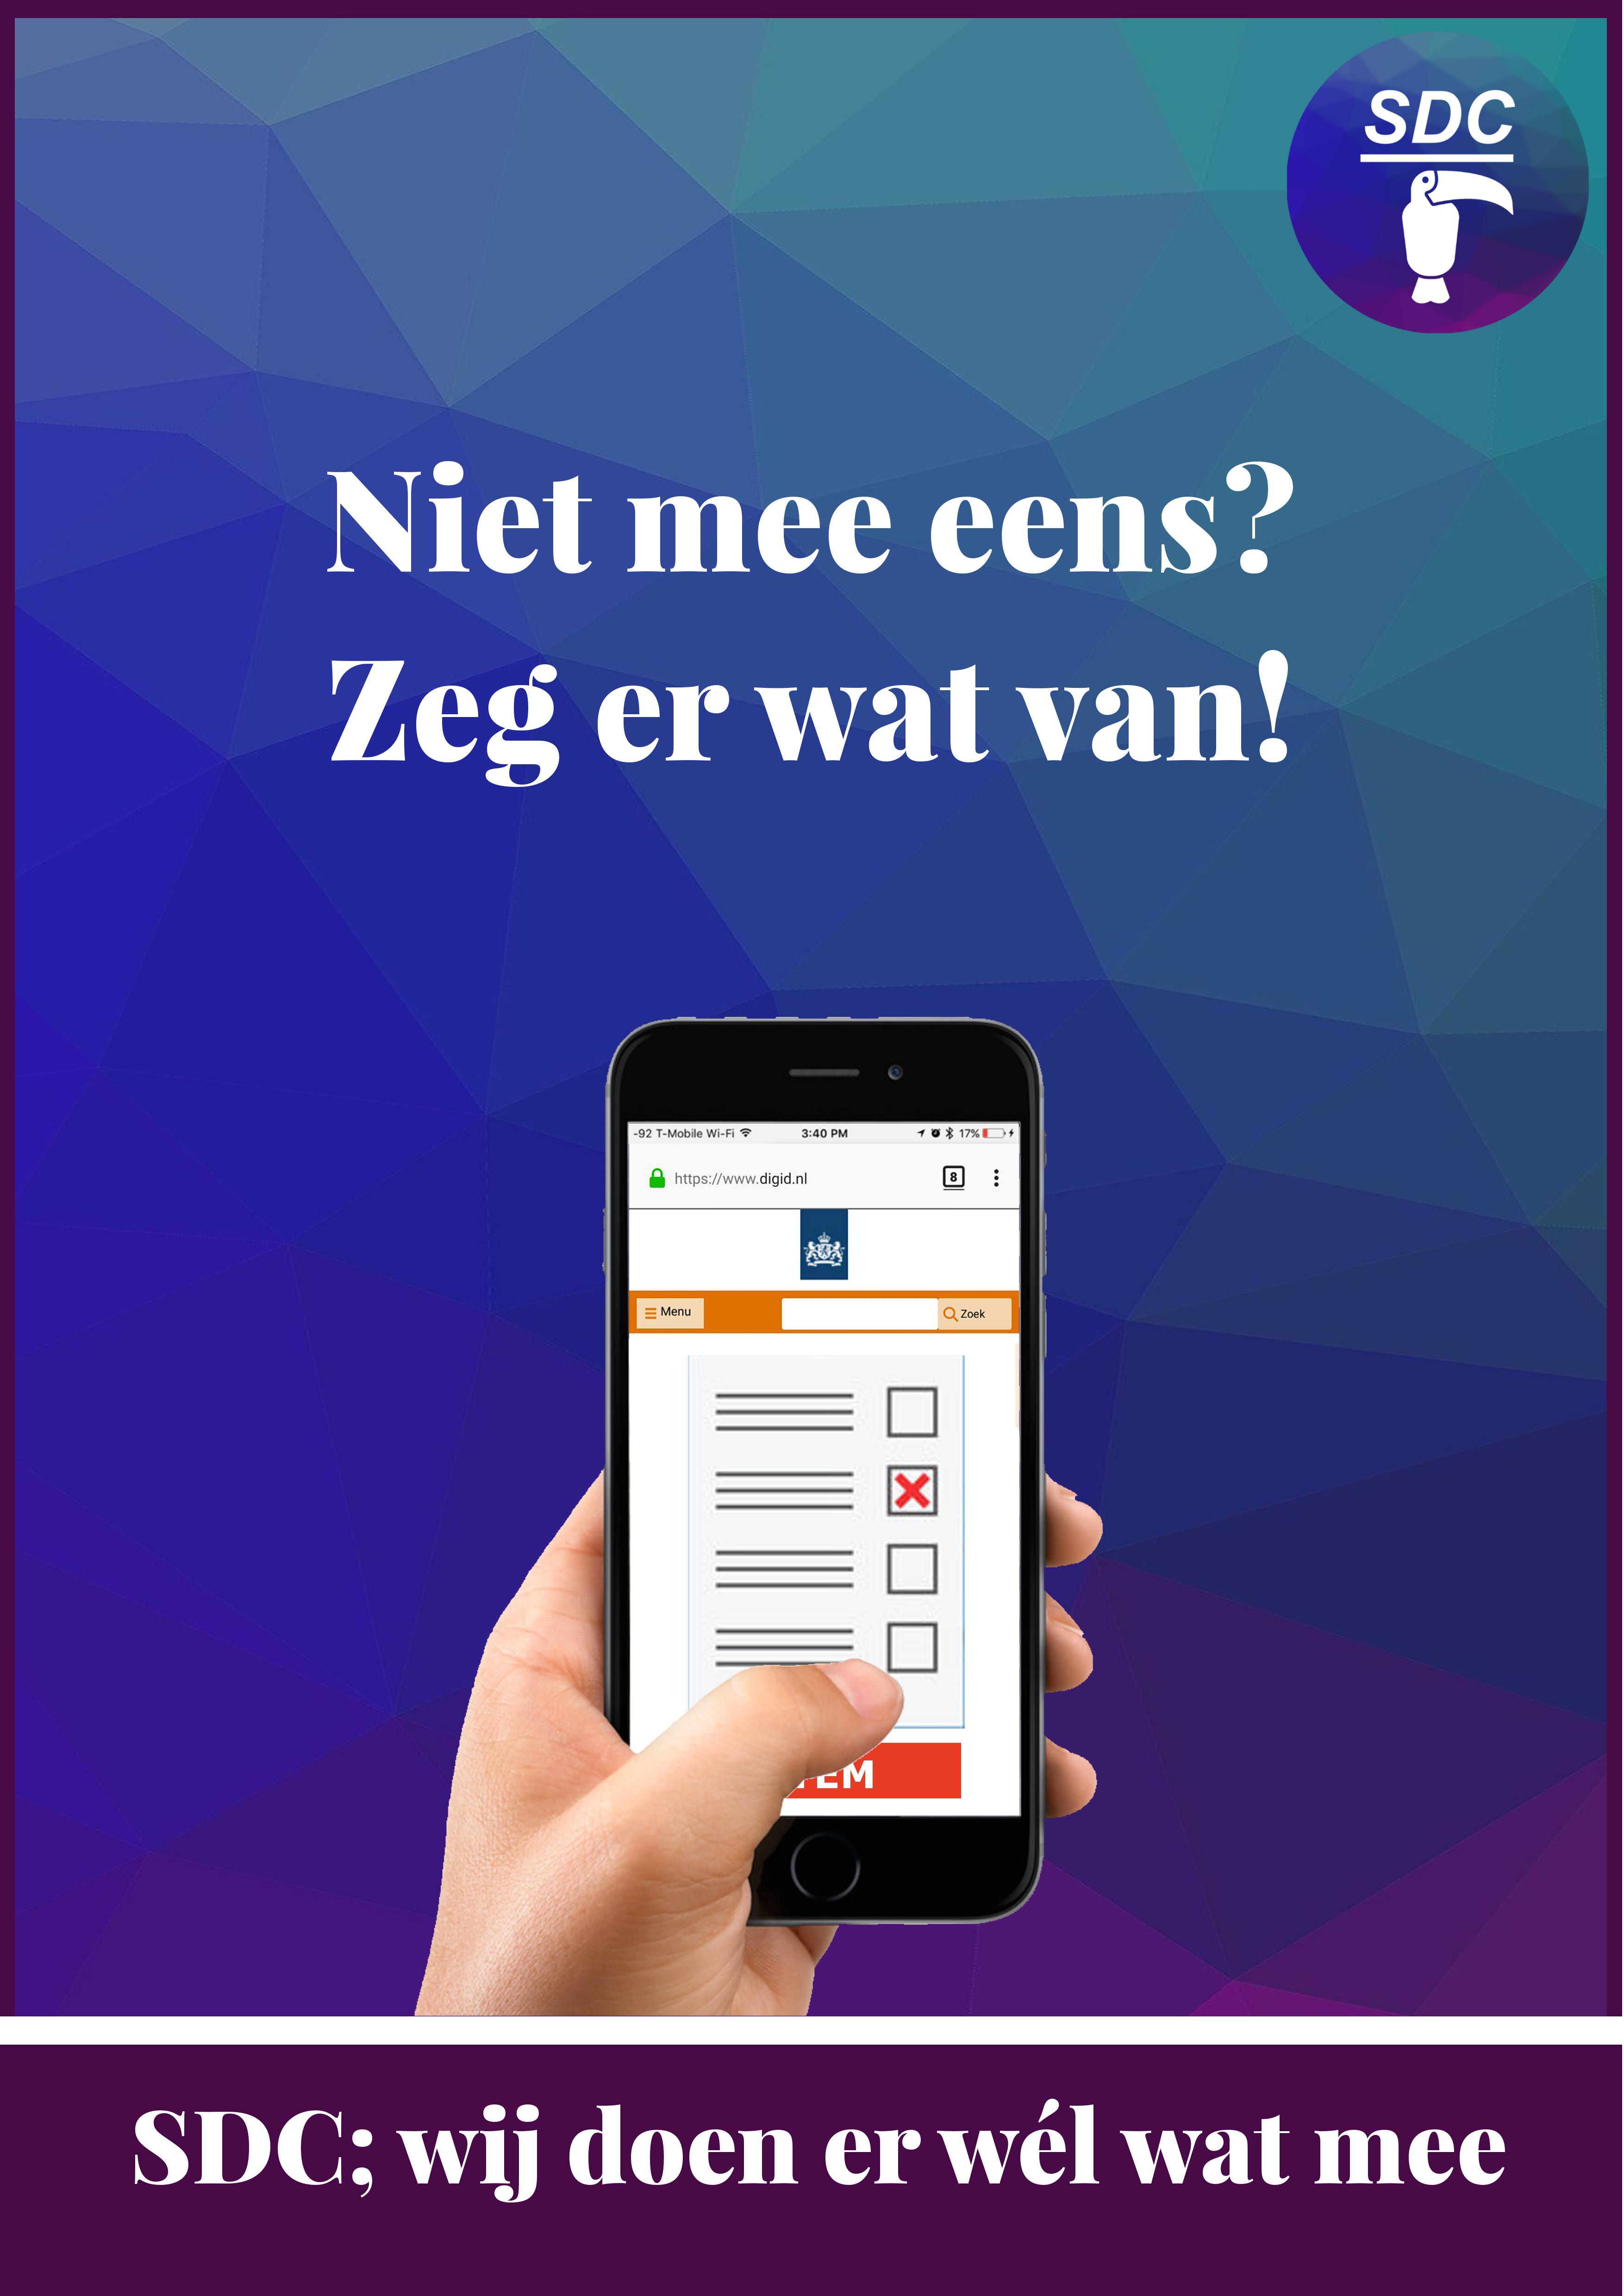 SDC
Niet mee eens?
Zeg er wat van!
-92 T-Mobile Wi-Fi 3:40 PM 17%
https://www.digid.nl 8
Menu Zoek
TEM
SDC; wij doen er wél wat mee